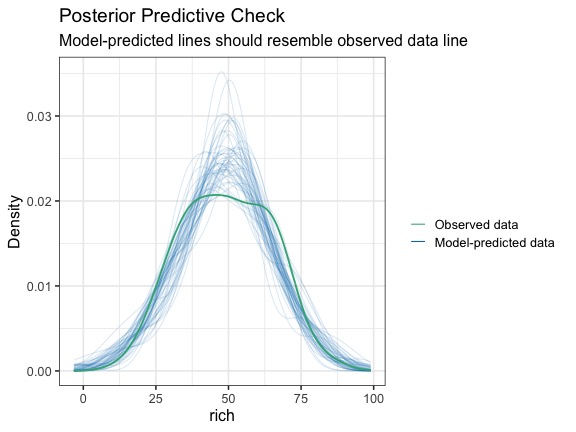 Posterior Predictive Check
Model-predicted lines should resemble observed data line
Density
0.03
0.02
0.01
0.00
0 25 50 75 100
rich
Observed data
Model-predicted data